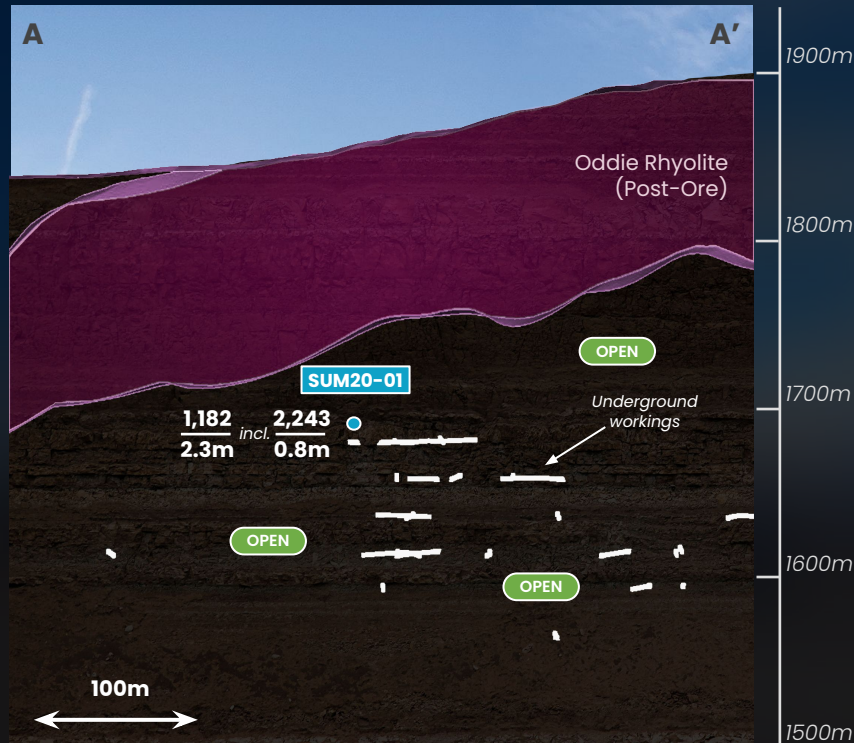 A
A’
1900m
Oddie Rhyolite
(Post-Ore)
1800m
OPEN
SUM20-01
1700m
Underground
workings
1,182
2.3m
incl.
2,243
0.8m
OPEN
1600m
OPEN
100m
1500m